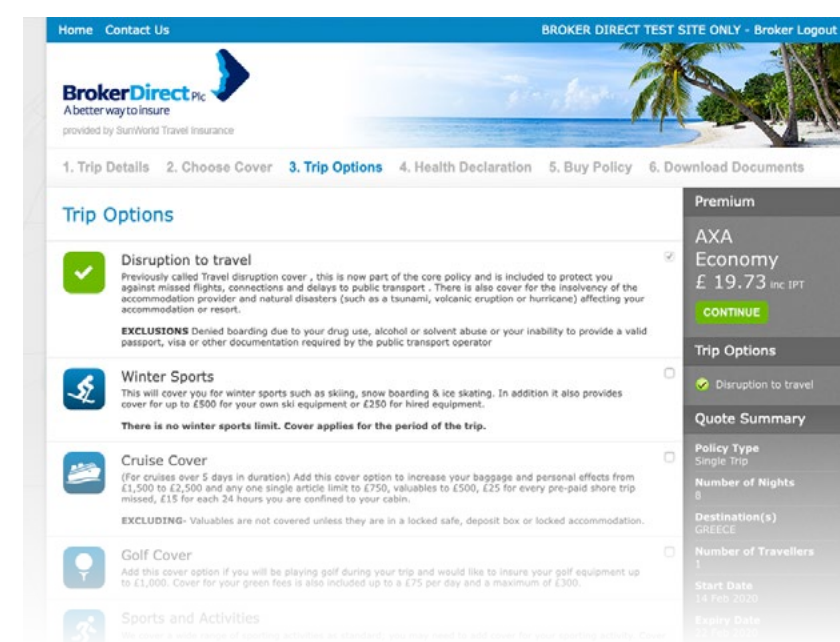 Home Contact Us
BROKER DIRECT TEST SITE ONLY - Broker Logout
BrokerDirect Plc
A better way to insure
provided by SunWorld Travel Insurance
1. Trip Details 2. Choose Cover 3. Trip Options 4. Health Declaration 5. Buy Policy 6. Download Documents
Trip Options
Disruption to travel
Previously called Travel disruption cover , this is now part of the core policy and is included to protect you
against missed flights, connections and delays to public transport . There is also cover for the insolvency of the
accommodation provider and natural disasters (such as a tsunami, volcanic eruption or hurricane) affecting your
accommodation or resort.
EXCLUSIONS Denied boarding due to your drug use, alcohol or solvent abuse or your inability to provide a valid
passport, visa or other documentation required by the public transport operator
Winter Sports
This will cover you for winter sports such as skiing, snow boarding & ice skating. In addition it also provides
cover for up to £500 for your own ski equipment or £250 for hired equipment.
There is no winter sports limit. Cover applies for the period of the trip.
Cruise Cover
(For cruises over 5 days in duration) Add this cover option to increase your baggage and personal effects from
£1,500 to £2,500 and any one single article limit to £750, valuables to £500, £25 for every pre-paid shore trip
missed, £15 for each 24 hours you are confined to your cabin.
EXCLUDING- Valuables are not covered unless they are in a locked safe, deposit box or locked accommodation.
Golf Cover
Add this cover option if you will be playing golf during your trip and would like to insure your golf equipment up
to £1,000. Cover for your green fees is also included up to a £75 per day and a maximum of £300.
Sports and Activities
Premium
AXA
Economy
£ 19.73 inc IPT
CONTINUE
Trip Options
Disruption to travel
Quote Summary
Policy Type
Single Trip
Number of Nights
8
Destination(s)
GREECE
Number of Travellers
1
Start Date
14 Feb 2020
Expiry Date